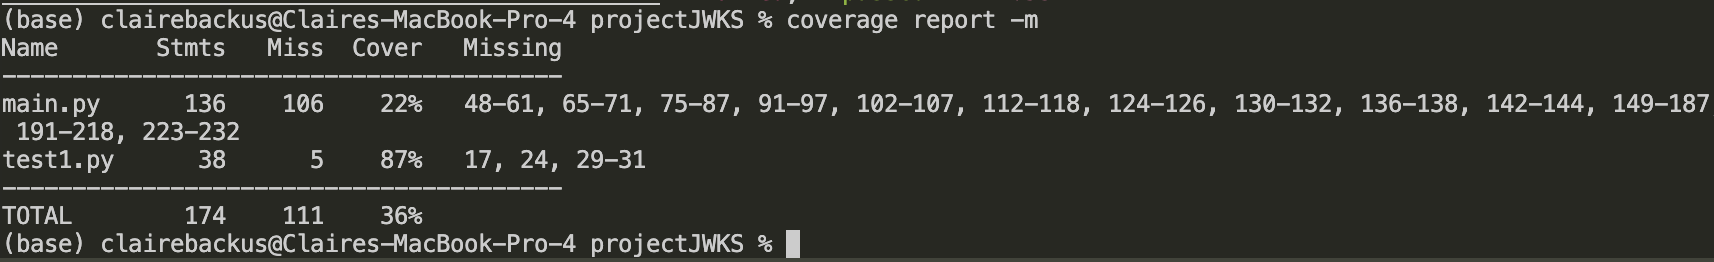 (base) clairebackus@Claires-MacBook-Pro-4 projectJWKS % coverage report -m
Name       Stmts   Miss  Cover   Missing
----------------------------------------
main.py      136    106    22%   48-61, 65-71, 75-87, 91-97, 102-107, 112-118, 124-126, 130-132, 136-138, 142-144, 149-187
 191-218, 223-232
test1.py      38      5    87%   17, 24, 29-31
----------------------------------------
TOTAL        174    111    36%
(base) clairebackus@Claires-MacBook-Pro-4 projectJWKS %